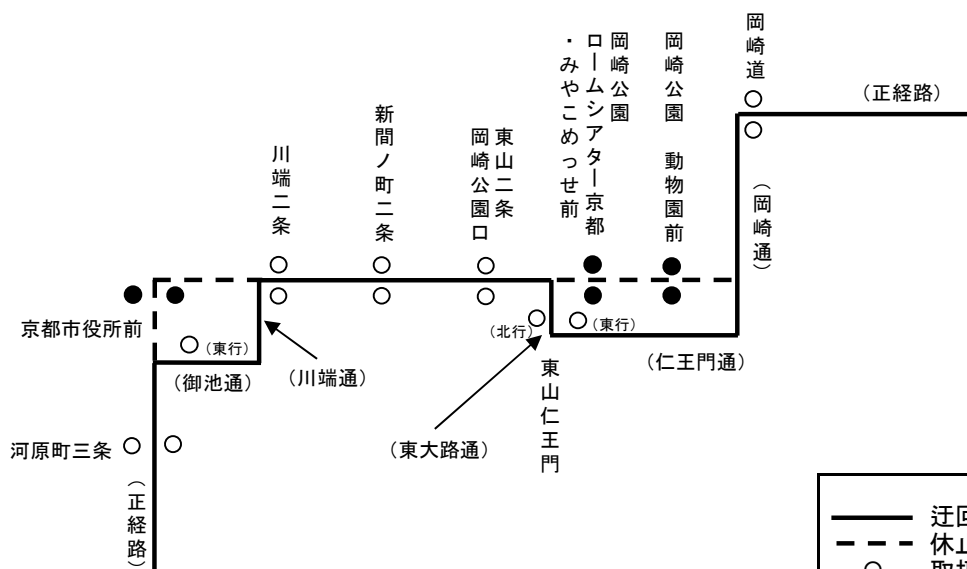 岡崎道
（正経路）
岡崎公園　動物園前
岡崎公園
ロームシアター京都
・みやこめっせ前
東山二条
岡崎公園口
新間ノ町二条
川端二条
（岡崎通）
京都市役所前
（東行）
（北行）
（東行）
（御池通）
（川端通）
東山仁王門
（仁王門通）
（東大路通）
河原町三条
（正経路）
迂回
休止